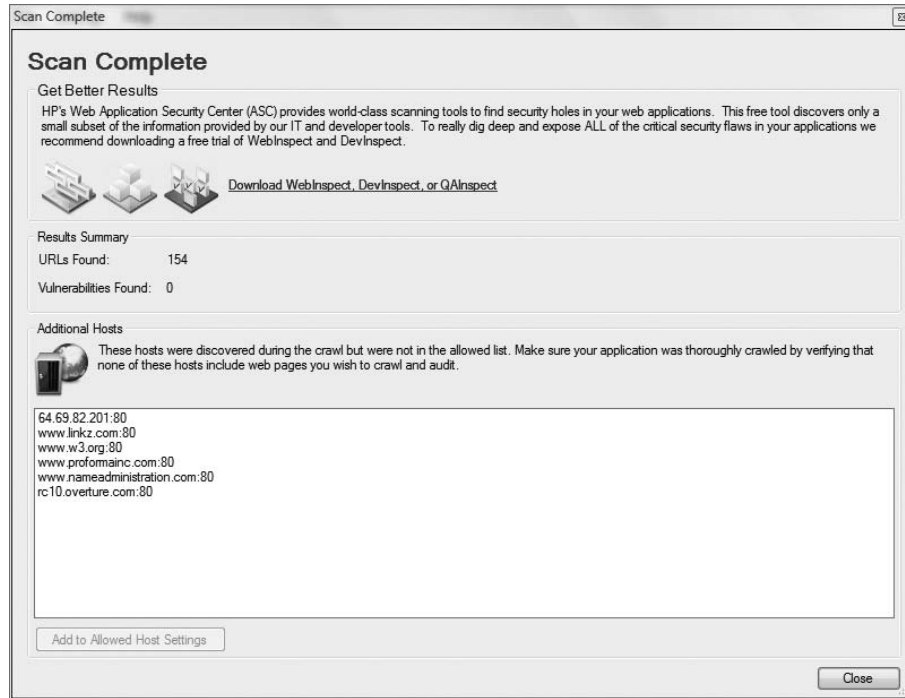 Scan Complete
Scan Complete
Get Better Results
HP's Web Application Security Center (ASC) provides world-class scanning tools to find security holes in your web applications. This free tool discovers only a
small subset of the information provided by our IT and developer tools. To really dig deep and expose ALL of the critical security flaws in your applications we
recommend downloading a free trial of WebInspect and DevInspect.
Download WebInspect, DevInspect, or QAInspect
Results Summary
URLs Found: 154
Vulnerabilities Found: 0
Additional Hosts
These hosts were discovered during the crawl but were not in the allowed list. Make sure your application was thoroughly crawled by verifying that
none of these hosts include web pages you wish to crawl and audit.
64.69.82.201:80
www.linkz.com:80
www.w3.org:80
www.proformainc.com:80
www.nameadministration.com:80
rc10.overture.com:80
Add to Allowed Host Settings
Close